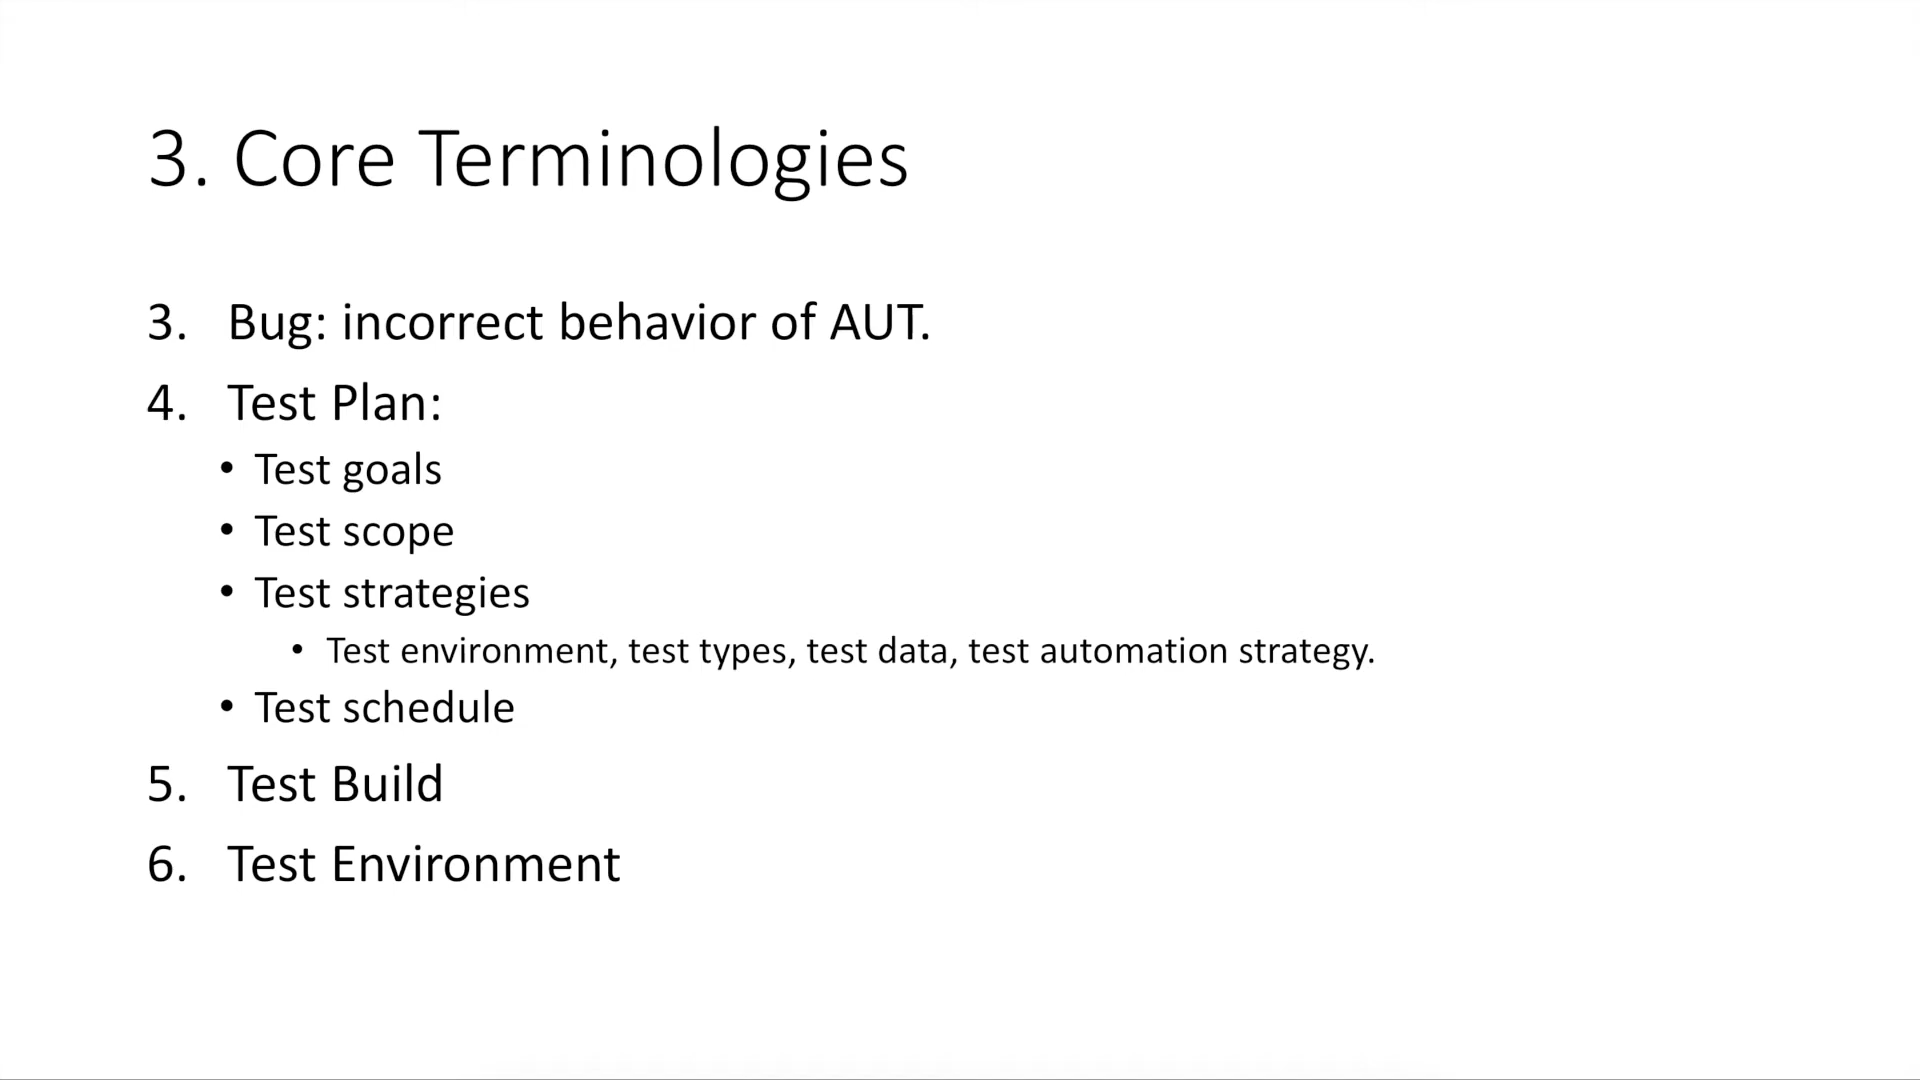 3. Core Terminologies
3. Bug: incorrect behavior of AUT.
4. Test Plan:
• Test goals
• Test scope
• Test strategies
• Test environment, test types, test data, test automation strategy.
• Test schedule
5. Test Build
6. Test Environment